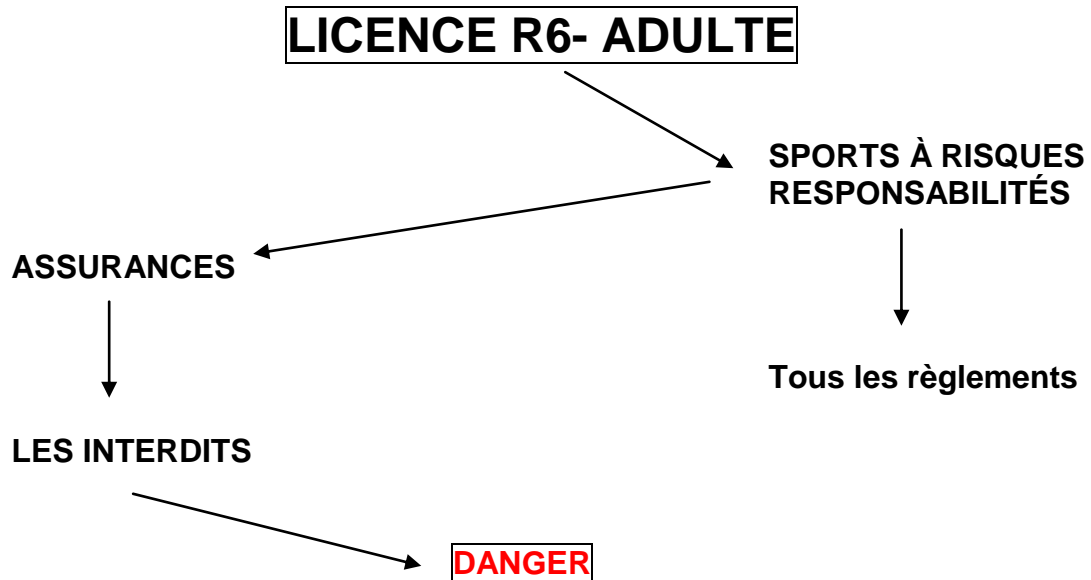 LICENCE R6- ADULTE
SPORTS À RISQUES
RESPONSABILITÉS
ASSURANCES
Tous les règlements
LES INTERDITS
DANGER